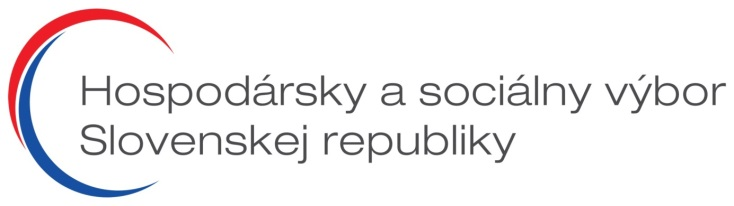 Hospodársky a sociálny výbor
Slovenskej republiky